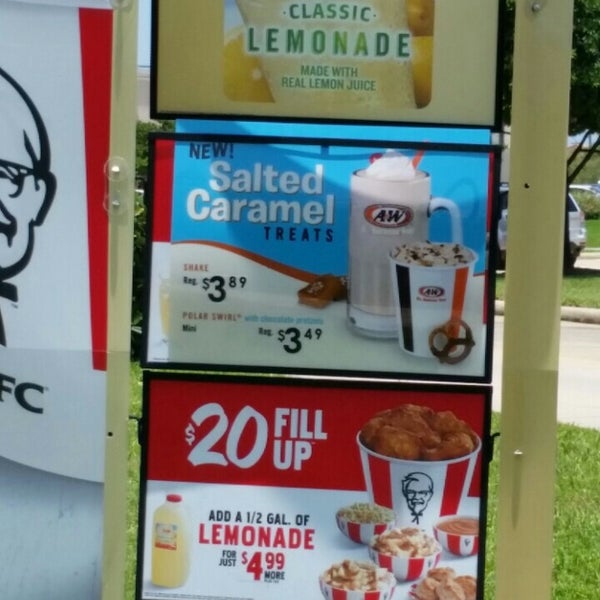 CLASSIC
LEMONADE
MADE WITH
REAL LEMON JUICE
NEW!
Salted
Caramel
TREATS
A&W
SHAKE
Reg. $3 89
POLAR SWIRL with chocolate pretzels
Mini
Reg. $3 49
A&W
FC
$20 FILL UP
ADD A 1/2 GAL. OF
LEMONADE
FOR JUST $4.99 MORE